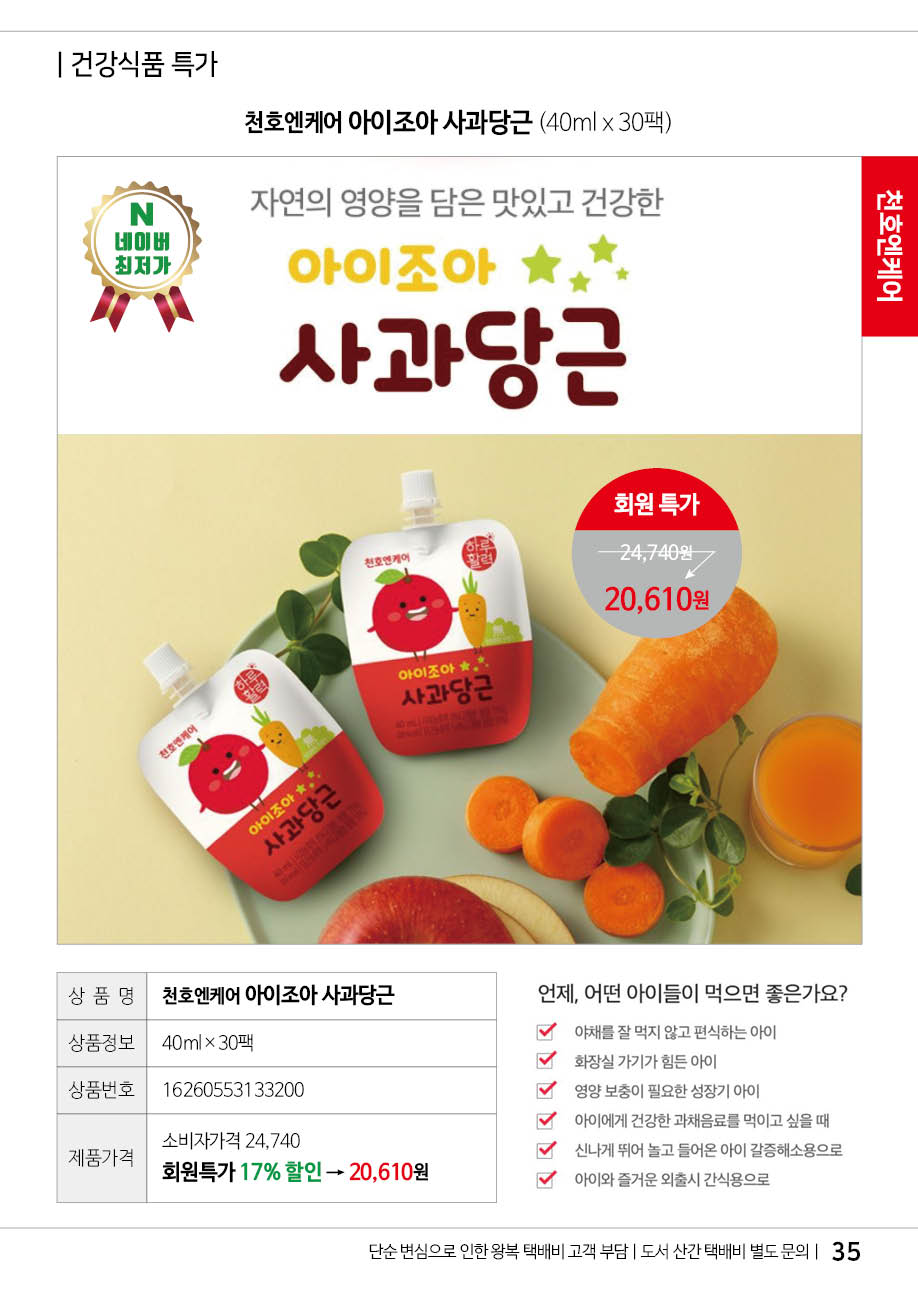 | 건강식품 특가
천호엔케어 아이조아 사과당근 (40ml x 30팩)
천호엔케어
N
네이버
최저가
자연의 영양을 담은 맛있고 건강한
아이조아
사과당근
회원 특가
24,740원
20,610원
천호엔케어
하루
활력
아이조아
사과당근
천호엔케어
하루
활력
아이조아
사과당근
상 품 명 천호엔케어 아이조아 사과당근
상품정보 40ml × 30팩
상품번호 16260553133200
제품가격 소비자가격 24,740
회원특가 17% 할인 → 20,610원
언제, 어떤 아이들이 먹으면 좋은가요?
야채를 잘 먹지 않고 편식하는 아이
화장실 가기가 힘든 아이
영양 보충이 필요한 성장기 아이
아이에게 건강한 과채음료를 먹이고 싶을 때
신나게 뛰어 놀고 들어온 아이 갈증해소용으로
아이와 즐거운 외출시 간식용으로
단순 변심으로 인한 왕복 택배비 고객 부담 | 도서 산간 택배비 별도 문의 | 35